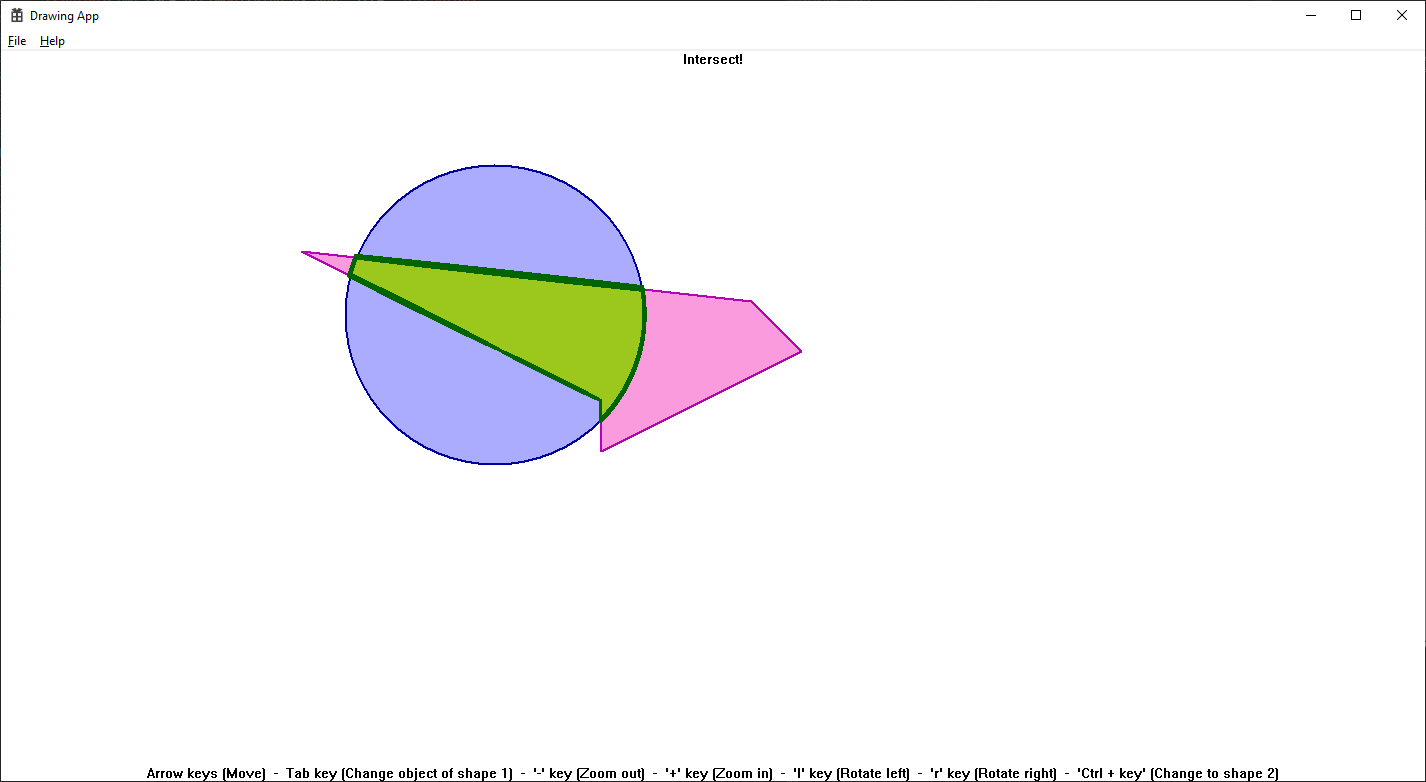 Drawing App
File Help
Intersect!
Arrow keys (Move) - Tab key (Change object of shape 1) - '-' key (Zoom out) - '+' key (Zoom in) - 'l' key (Rotate left) - 'r' key (Rotate right) - 'Ctrl + key' (Change to shape 2)